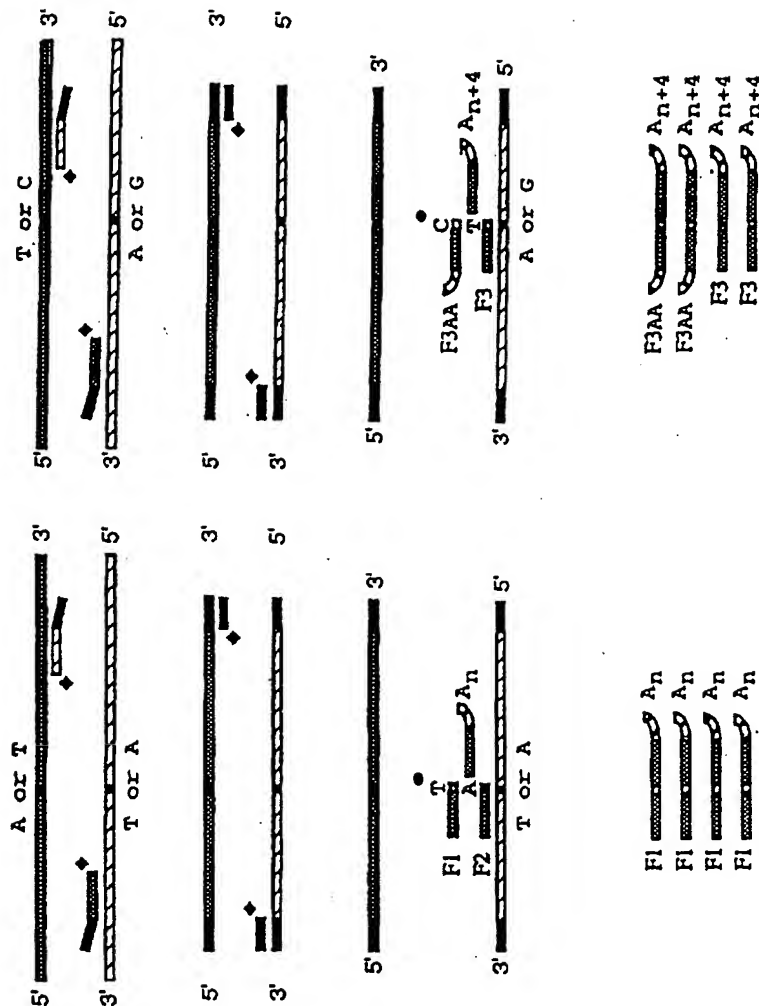 A or T
5' 3'
3' 5'
T or A
5' 3'
3' 5'
5' 3'
F1 T
F2 A An
3' 5'
T or A
F1 An
F1 An
F1 An
F1 An
T or C
5' 3'
3' 5'
A or G
5' 3'
3' 5'
5' 3'
F3AA C
F3 T An+4
3' 5'
A or G
F3AA An+4
F3AA An+4
F3 An+4
F3 An+4